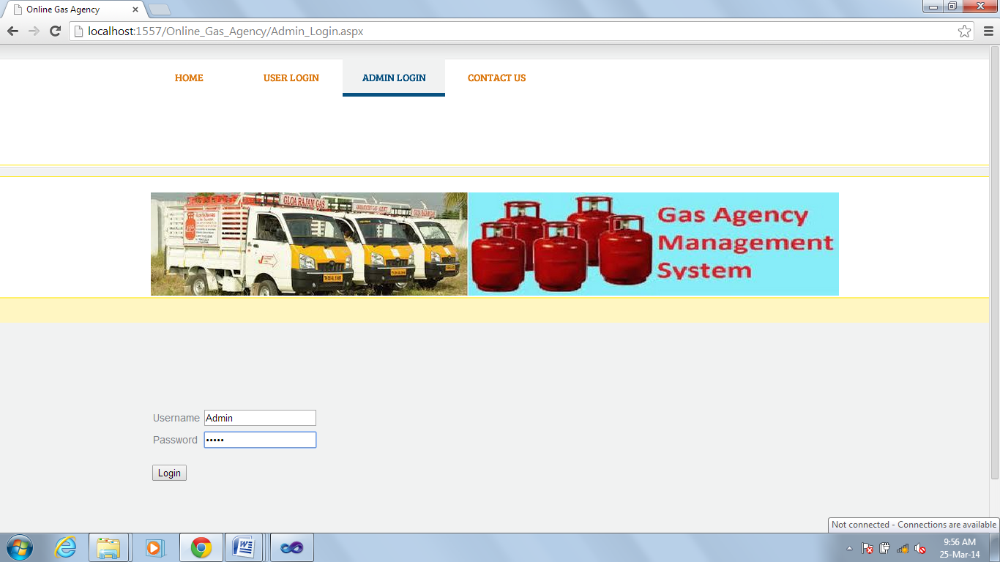 Online Gas Agency
localhost:1557/Online_Gas_Agency/Admin_Login.aspx
HOME USER LOGIN ADMIN LOGIN CONTACT US
GLOA RAJAM GAS
Gas Agency
Management
System
Username Admin
Password •••••
Login
Not connected - Connections are available
9:56 AM
25-Mar-14